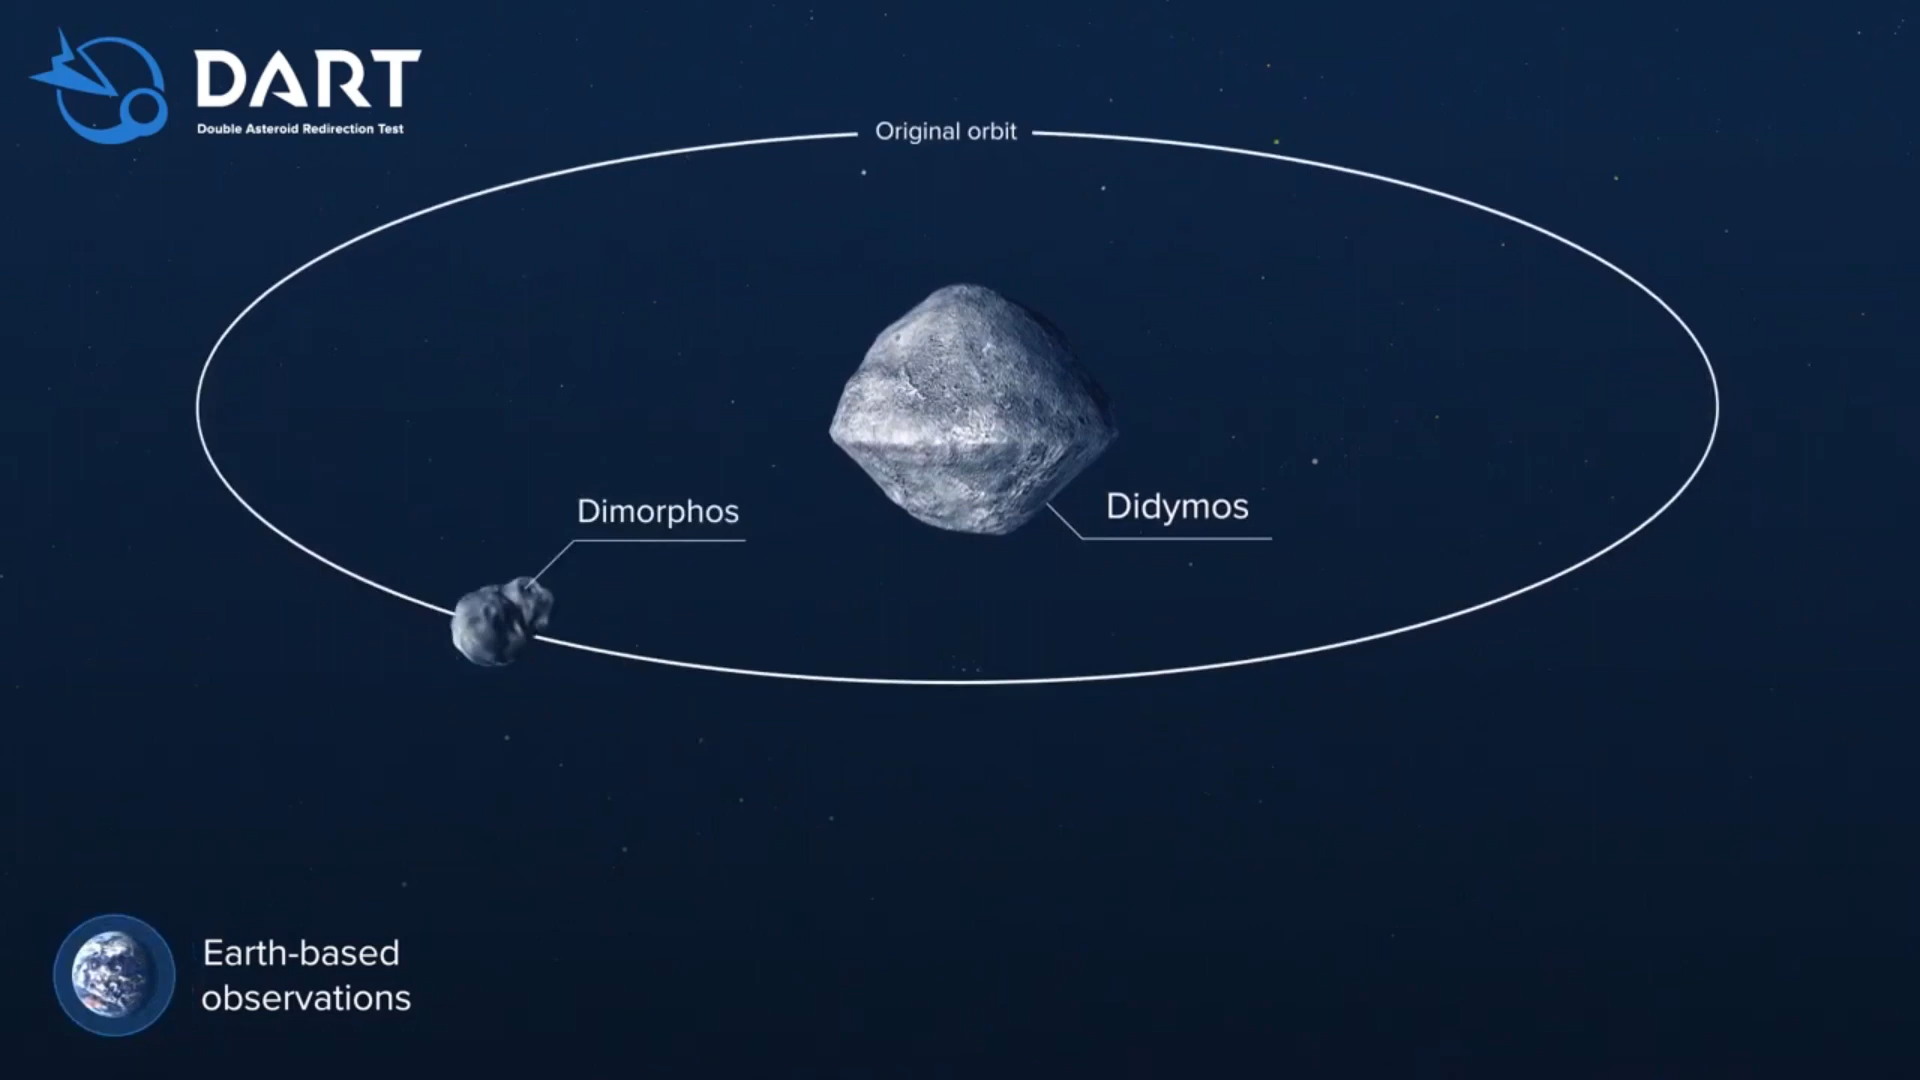 DART
Double Asteroid Redirection Test
Original orbit
Dimorphos
Didymos
Earth-based
observations